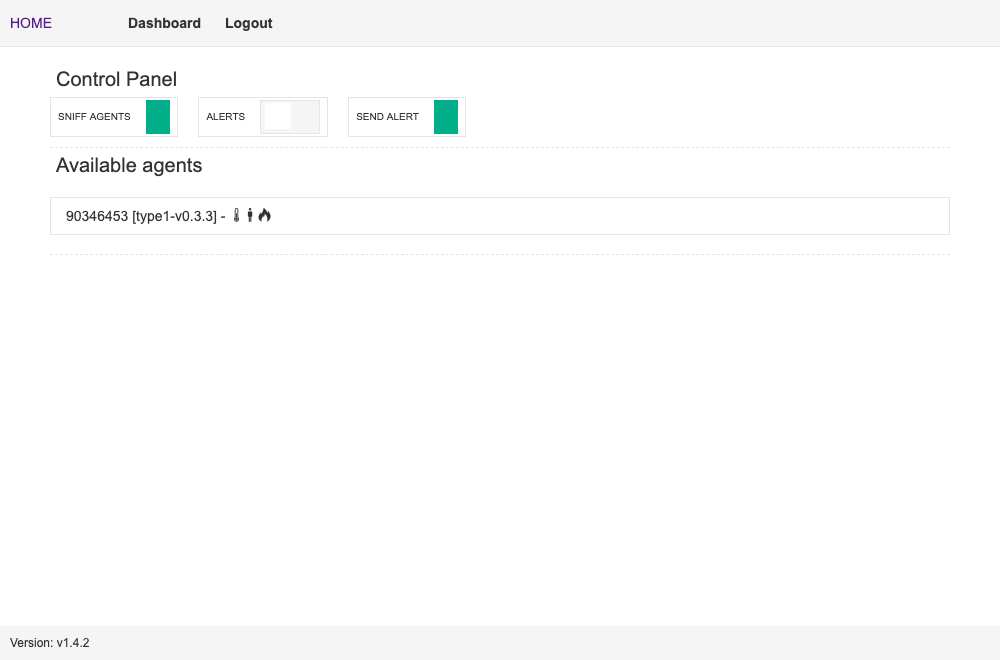 HOME Dashboard Logout
Control Panel
SNIFF AGENTS ALERTS SEND ALERT
Available agents
90346453 [type1-v0.3.3] -
Version: v1.4.2